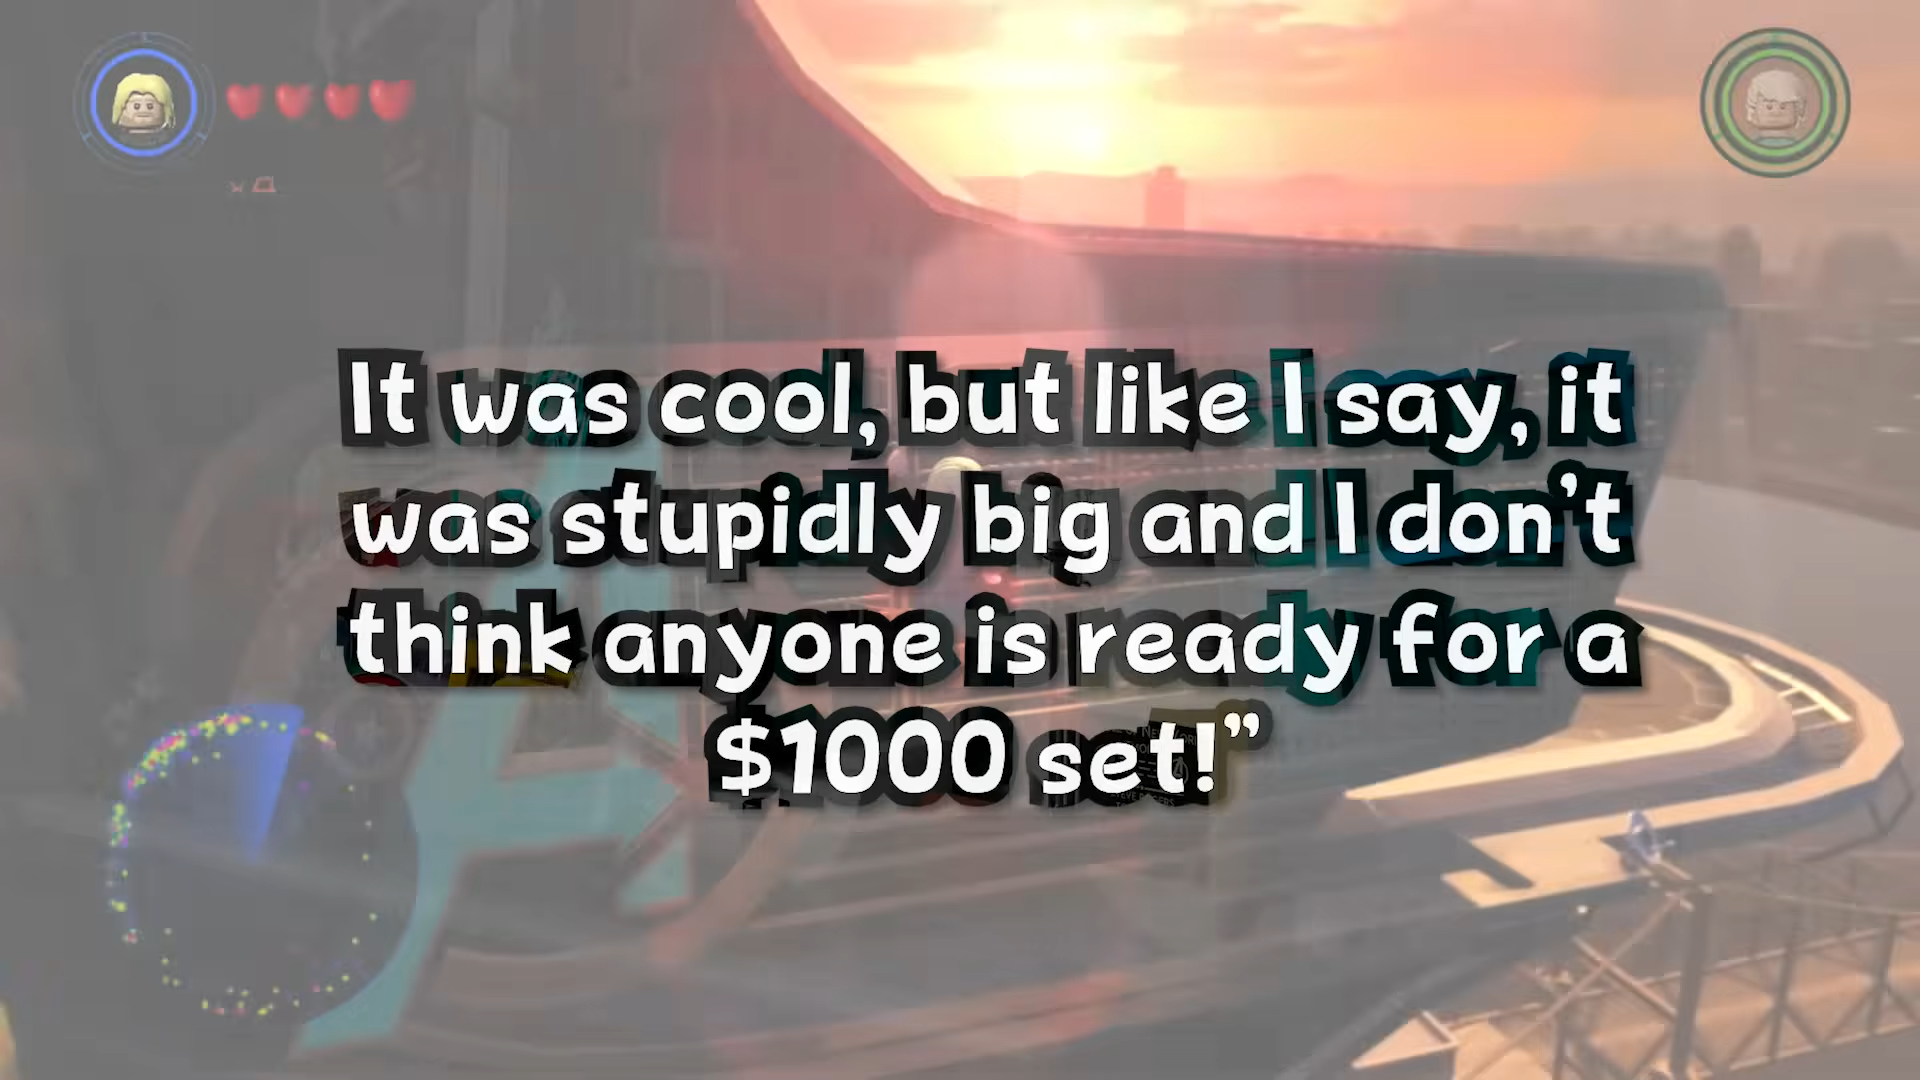 It was cool, but like I say, it
was stupidly big and I don’t
think anyone is ready for a
$1000 set!”